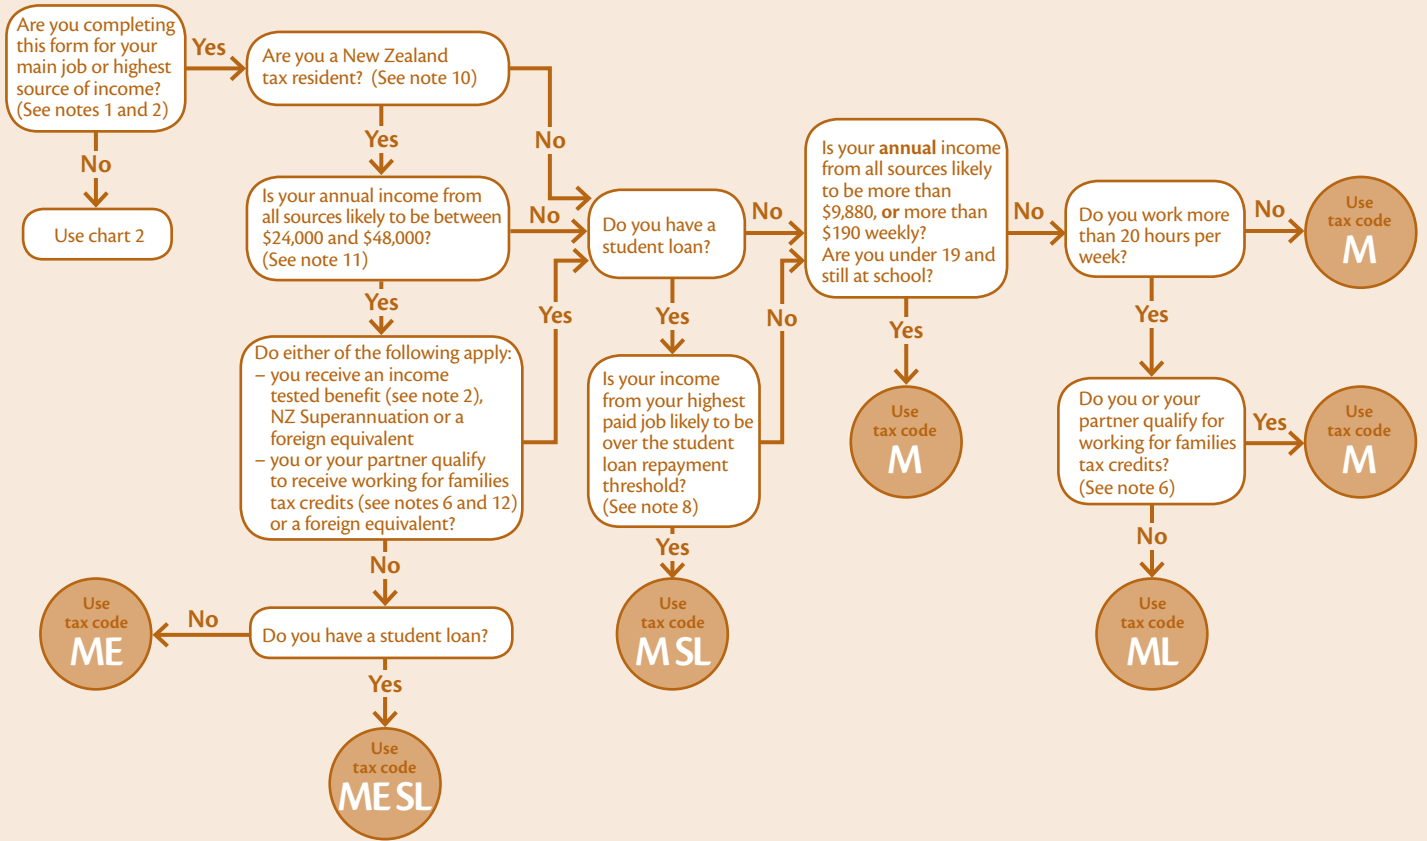 Are you completing
this form for your
main job or highest
source of income?
(See notes 1 and 2)
Yes
No
Use chart 2
Are you a New Zealand
tax resident? (See note 10)
Yes
No
Is your annual income from
all sources likely to be between
$24,000 and $48,000?
(See note 11)
No
Yes
Do either of the following apply:
– you receive an income
tested benefit (see note 2),
NZ Superannuation or a
foreign equivalent
– you or your partner qualify
to receive working for families
tax credits (see notes 6 and 12)
or a foreign equivalent?
Yes
No
Do you have a student loan?
No
Use
tax code
ME
Yes
Use
tax code
ME SL
Do you have a
student loan?
No
Yes
Is your income
from your highest
paid job likely to be
over the student
loan repayment
threshold?
(See note 8)
No
Yes
Use
tax code
M SL
Is your annual income
from all sources likely
to be more than
$9,880, or more than
$190 weekly?
Are you under 19 and
still at school?
No
Yes
Use
tax code
M
Do you work more
than 20 hours per
week?
No
Use
tax code
M
Yes
Do you or your
partner qualify for
working for families
tax credits?
(See note 6)
Yes
Use
tax code
M
No
Use
tax code
ML